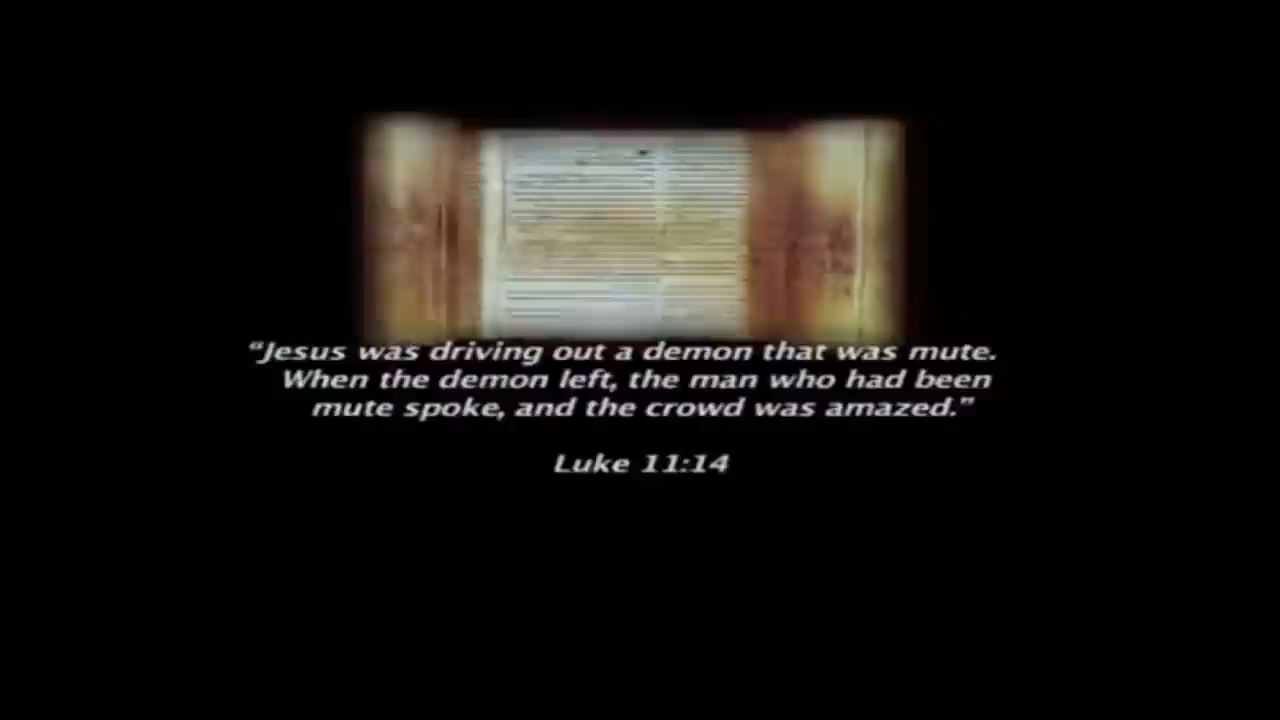 “Jesus was driving out a demon that was mute.
When the demon left, the man who had been
mute spoke, and the crowd was amazed.”
Luke 11:14